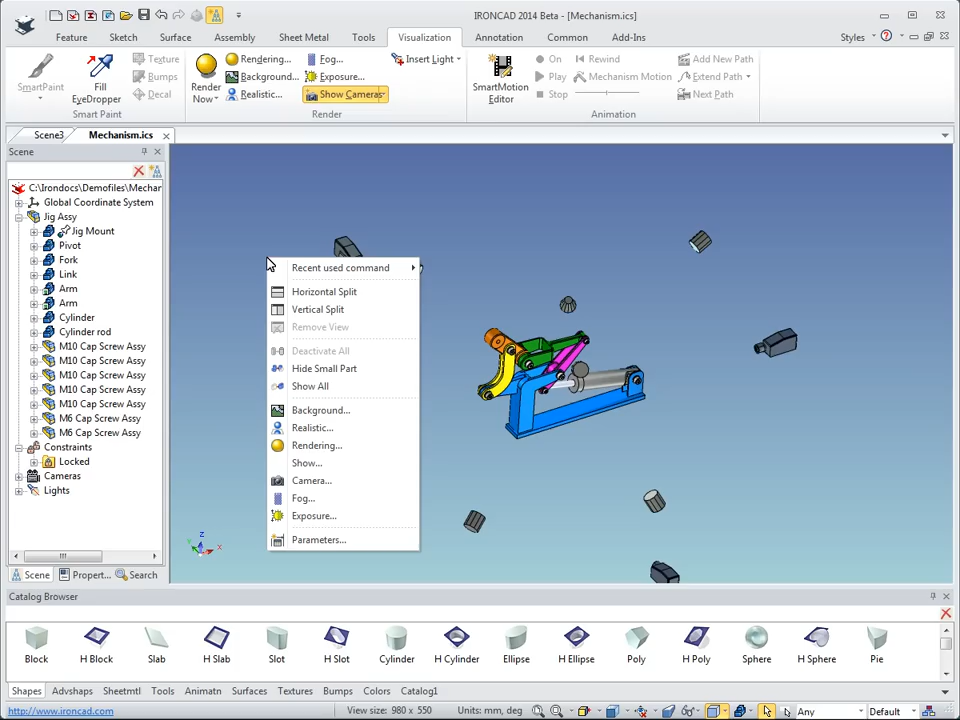 IRONCAD 2014 Beta - [Mechanism.ics]
Feature Sketch Surface Assembly Sheet Metal Tools Visualization Annotation Common Add-Ins Styles
SmartPaint
Fill EyeDropper
Texture
Bumps
Decal
Smart Paint
Render Now
Rendering...
Background...
Realistic...
Fog...
Exposure...
Show Cameras
Insert Light
Render
SmartMotion Editor
On
Play
Stop
Rewind
Mechanism Motion
Add New Path
Extend Path
Next Path
Animation
Scene3 Mechanism.ics
Scene
C:\Irondocs\Demofiles\Mechar
Global Coordinate System
Jig Assy
Jig Mount
Pivot
Fork
Link
Arm
Arm
Cylinder
Cylinder rod
M10 Cap Screw Assy
M10 Cap Screw Assy
M10 Cap Screw Assy
M10 Cap Screw Assy
M10 Cap Screw Assy
M6 Cap Screw Assy
M6 Cap Screw Assy
Constraints
Locked
Cameras
Lights
Scene Propert... Search
Recent used command
Horizontal Split
Vertical Split
Remove View
Deactivate All
Hide Small Part
Show All
Background...
Realistic...
Rendering...
Show...
Camera...
Fog...
Exposure...
Parameters...
Z
Y X
Catalog Browser
Block H Block Slab H Slab Slot H Slot Cylinder H Cylinder Ellipse H Ellipse Poly H Poly Sphere H Sphere Pie
Shapes Advshaps Sheetmtl Tools Animatn Surfaces Textures Bumps Colors Catalog1
http://www.ironcad.com View size: 980 x 550 Units: mm, deg Any Default